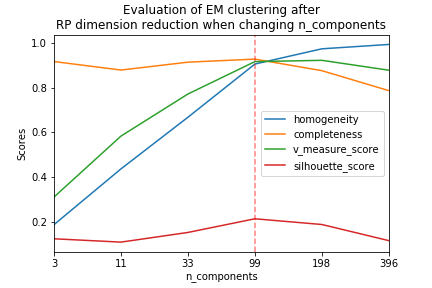 Evaluation of EM clustering after
RP dimension reduction when changing n_components
1.0
0.8
0.6
0.4
0.2
Scores
homogeneity
completeness
v_measure_score
silhouette_score
3 11 33 99 198 396
n_components